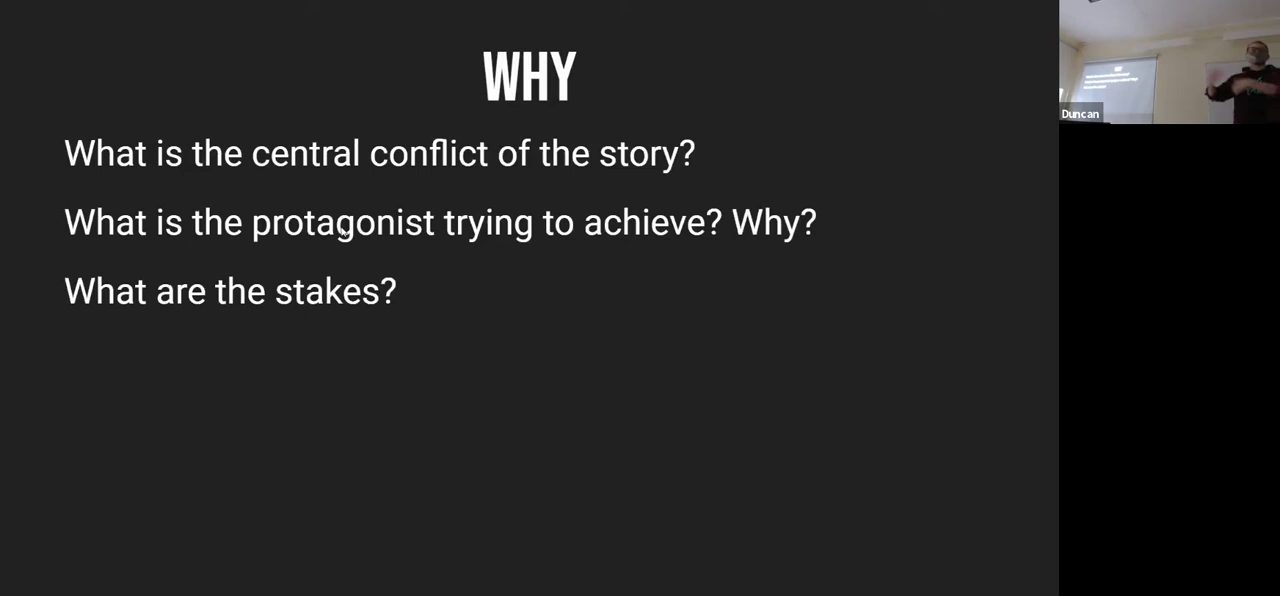 WHY
What is the central conflict of the story?
What is the protagonist trying to achieve? Why?
What are the stakes?
Duncan